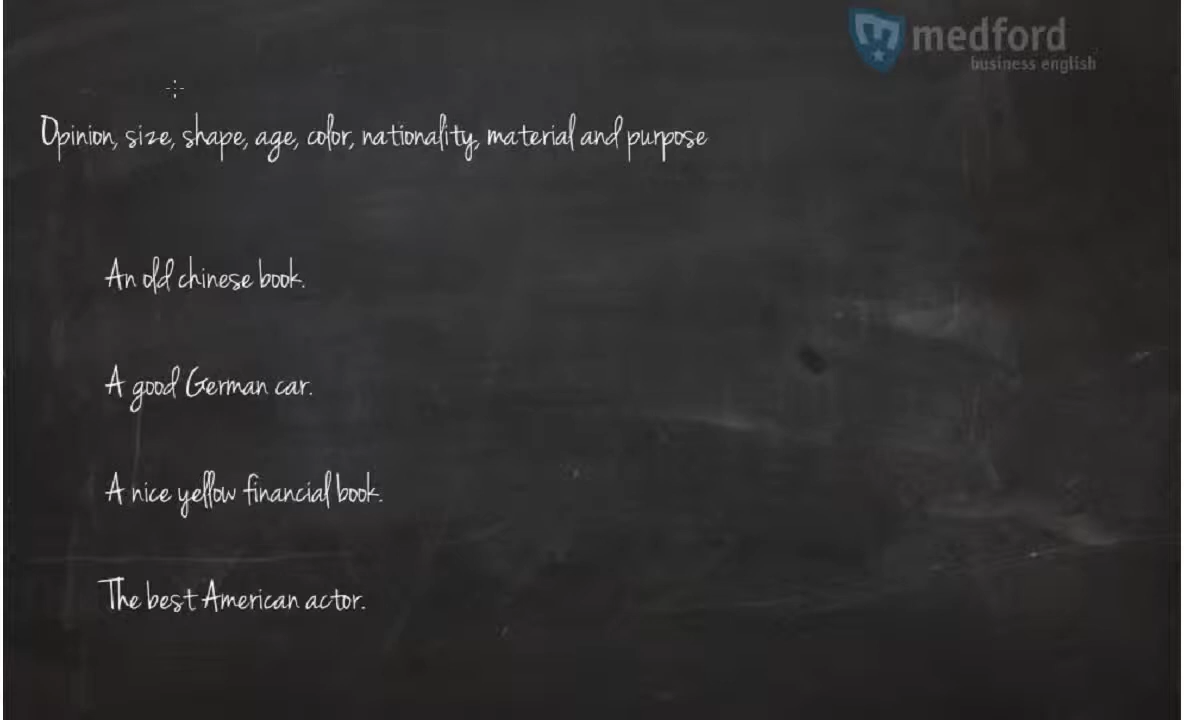 medford
business english
Opinion, size, shape, age, color, nationality, material and purpose
An old chinese book.
A good German car.
A nice yellow financial book.
The best American actor.